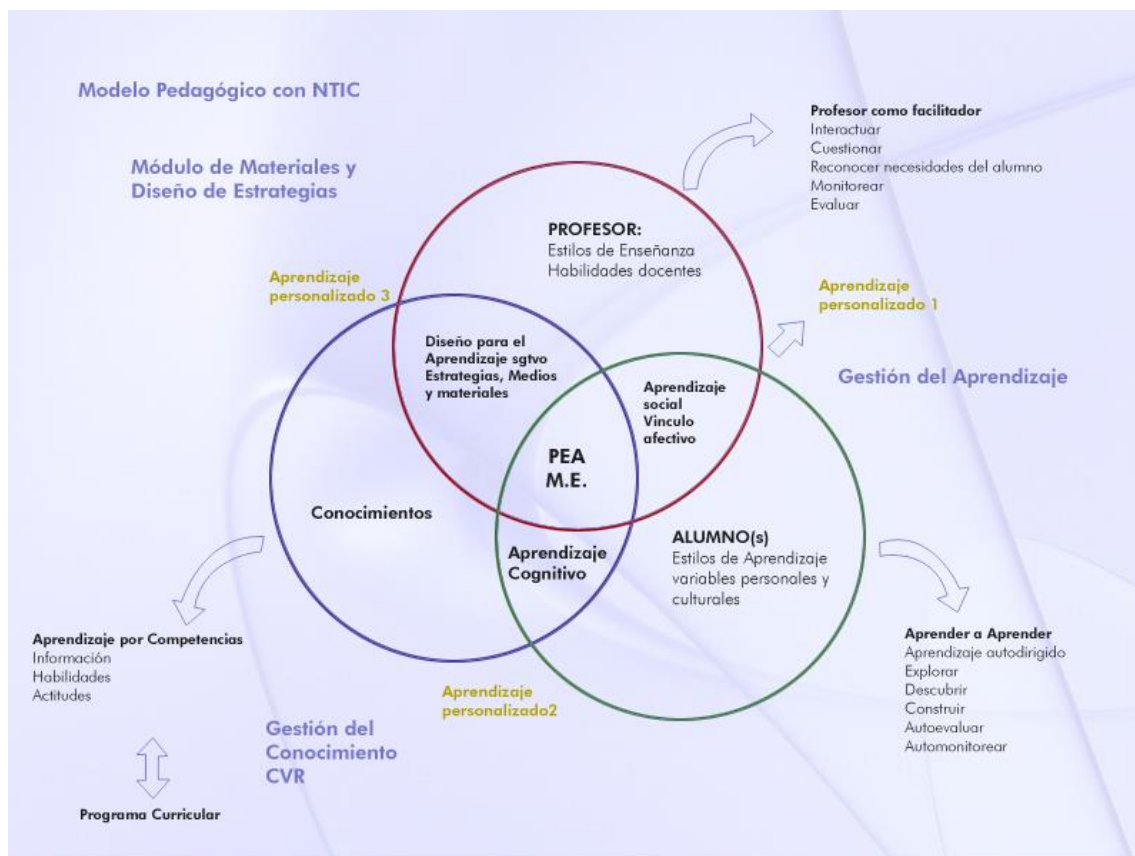 Modelo Pedagógico con NTIC
Módulo de Materiales y
Diseño de Estrategias
Profesor como facilitador
Interactuar
Cuestionar
Reconocer necesidades del alumno
Monitorear
Evaluar
PROFESOR:
Estilos de Enseñanza
Habilidades docentes
Aprendizaje
personalizado 3
Aprendizaje
personalizado 1
Gestión del Aprendizaje
Diseño para el
Aprendizaje sgtvo
Estrategias, Medios
y materiales
Aprendizaje
social
Vinculo
afectivo
PEA
M.E.
Conocimientos
Aprendizaje
Cognitivo
ALUMNO(s)
Estilos de Aprendizaje
variables personales y
culturales
Aprendizaje por Competencias
Información
Habilidades
Actitudes
Aprender a Aprender
Aprendizaje autodirigido
Explorar
Descubrir
Construir
Autoevaluar
Automonitorear
Aprendizaje
personalizado2
Gestión del
Conocimiento
CVR
Programa Curricular